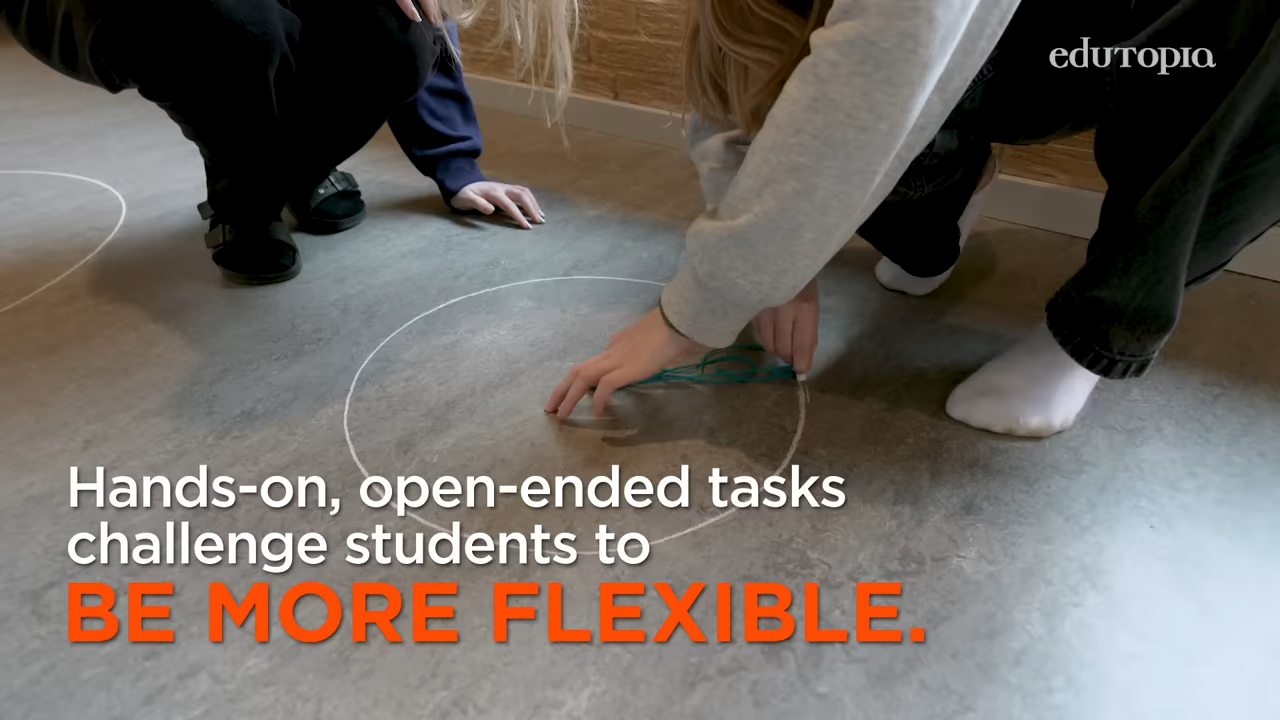 edutopia
Hands-on, open-ended tasks
challenge students to
BE MORE FLEXIBLE.